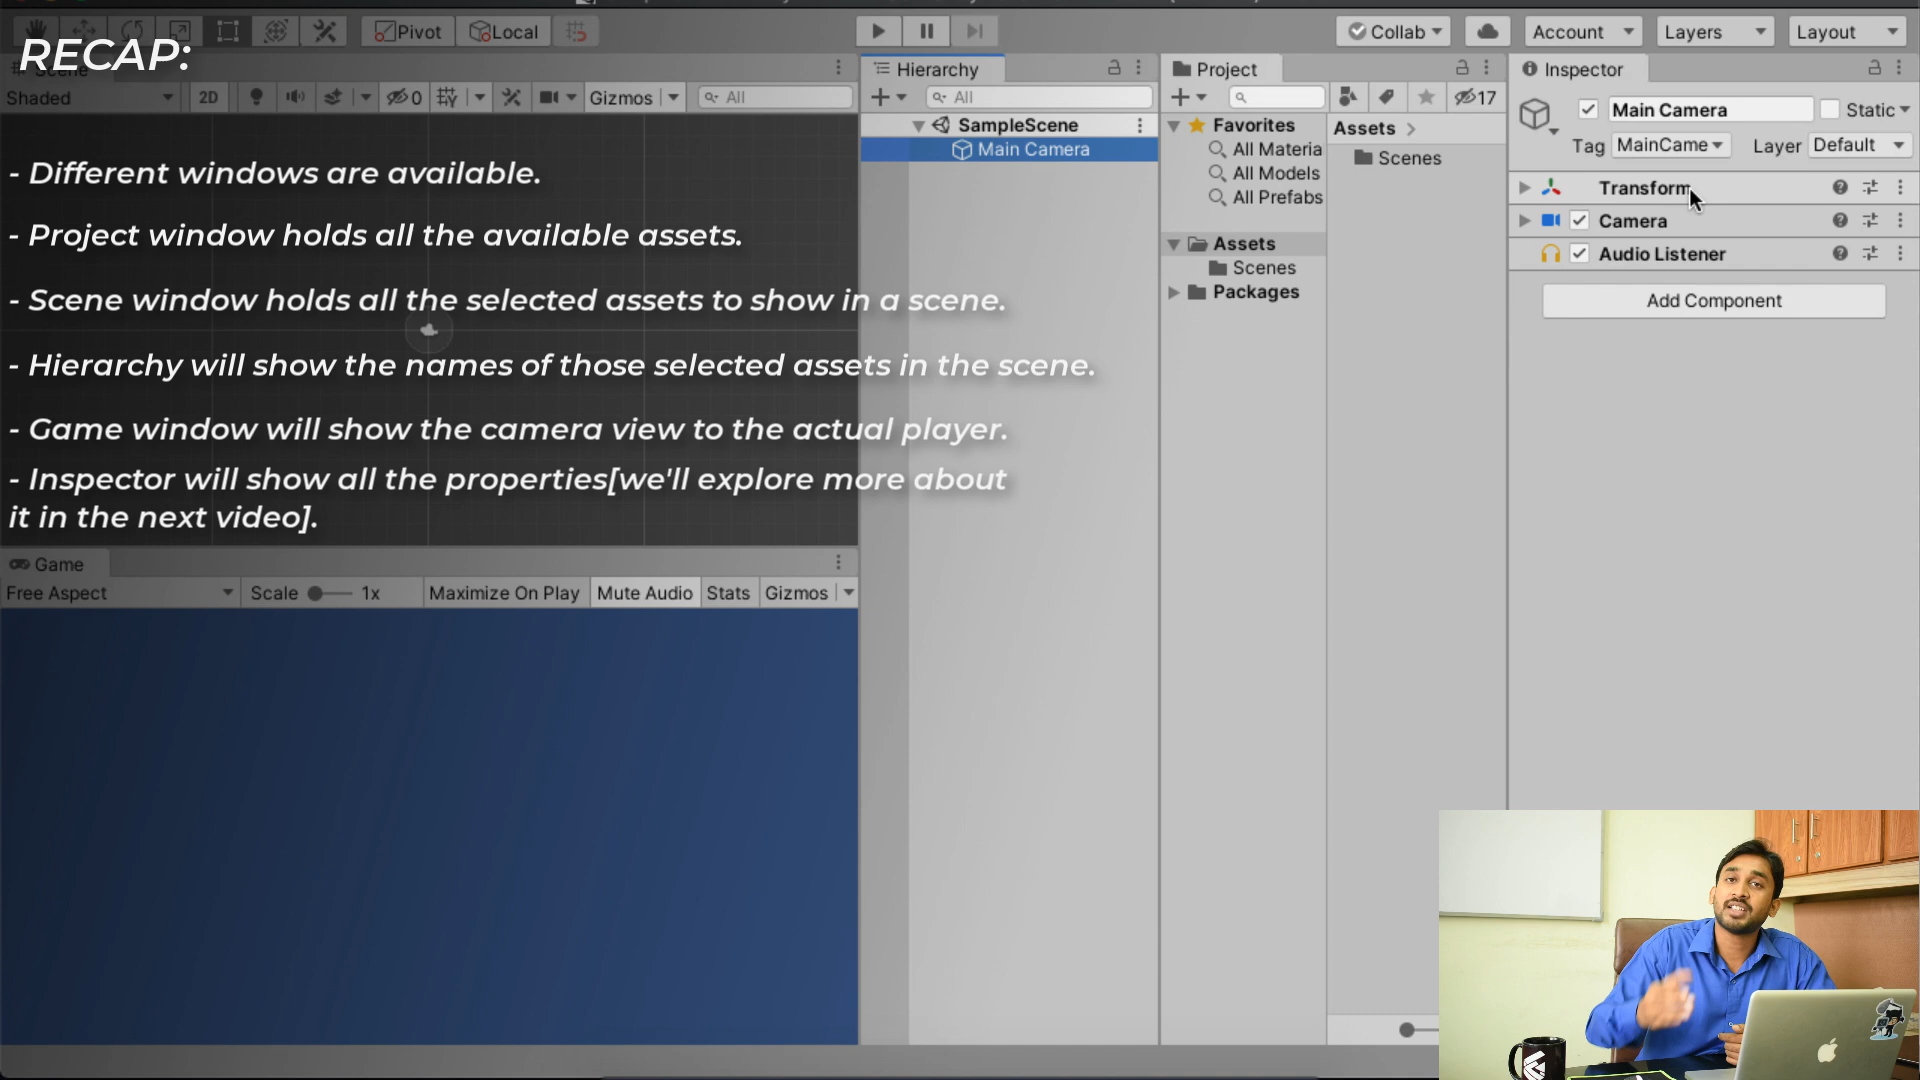 RECAP:
Pivot
Local
Collab
Account
Layers
Layout
Scene
Hierarchy
Project
Inspector
Shaded
2D
0
Gizmos
All
All
17
Main Camera
Static
Tag
MainCame
Layer
Default
SampleScene
Main Camera
Favorites
All Materia
All Models
All Prefabs
Assets
Scenes
Packages
Assets
Scenes
Transform
Camera
Audio Listener
Add Component
- Different windows are available.
- Project window holds all the available assets.
- Scene window holds all the selected assets to show in a scene.
- Hierarchy will show the names of those selected assets in the scene.
- Game window will show the camera view to the actual player.
- Inspector will show all the properties[we'll explore more about
it in the next video].
Game
Free Aspect
Scale
1x
Maximize On Play
Mute Audio
Stats
Gizmos